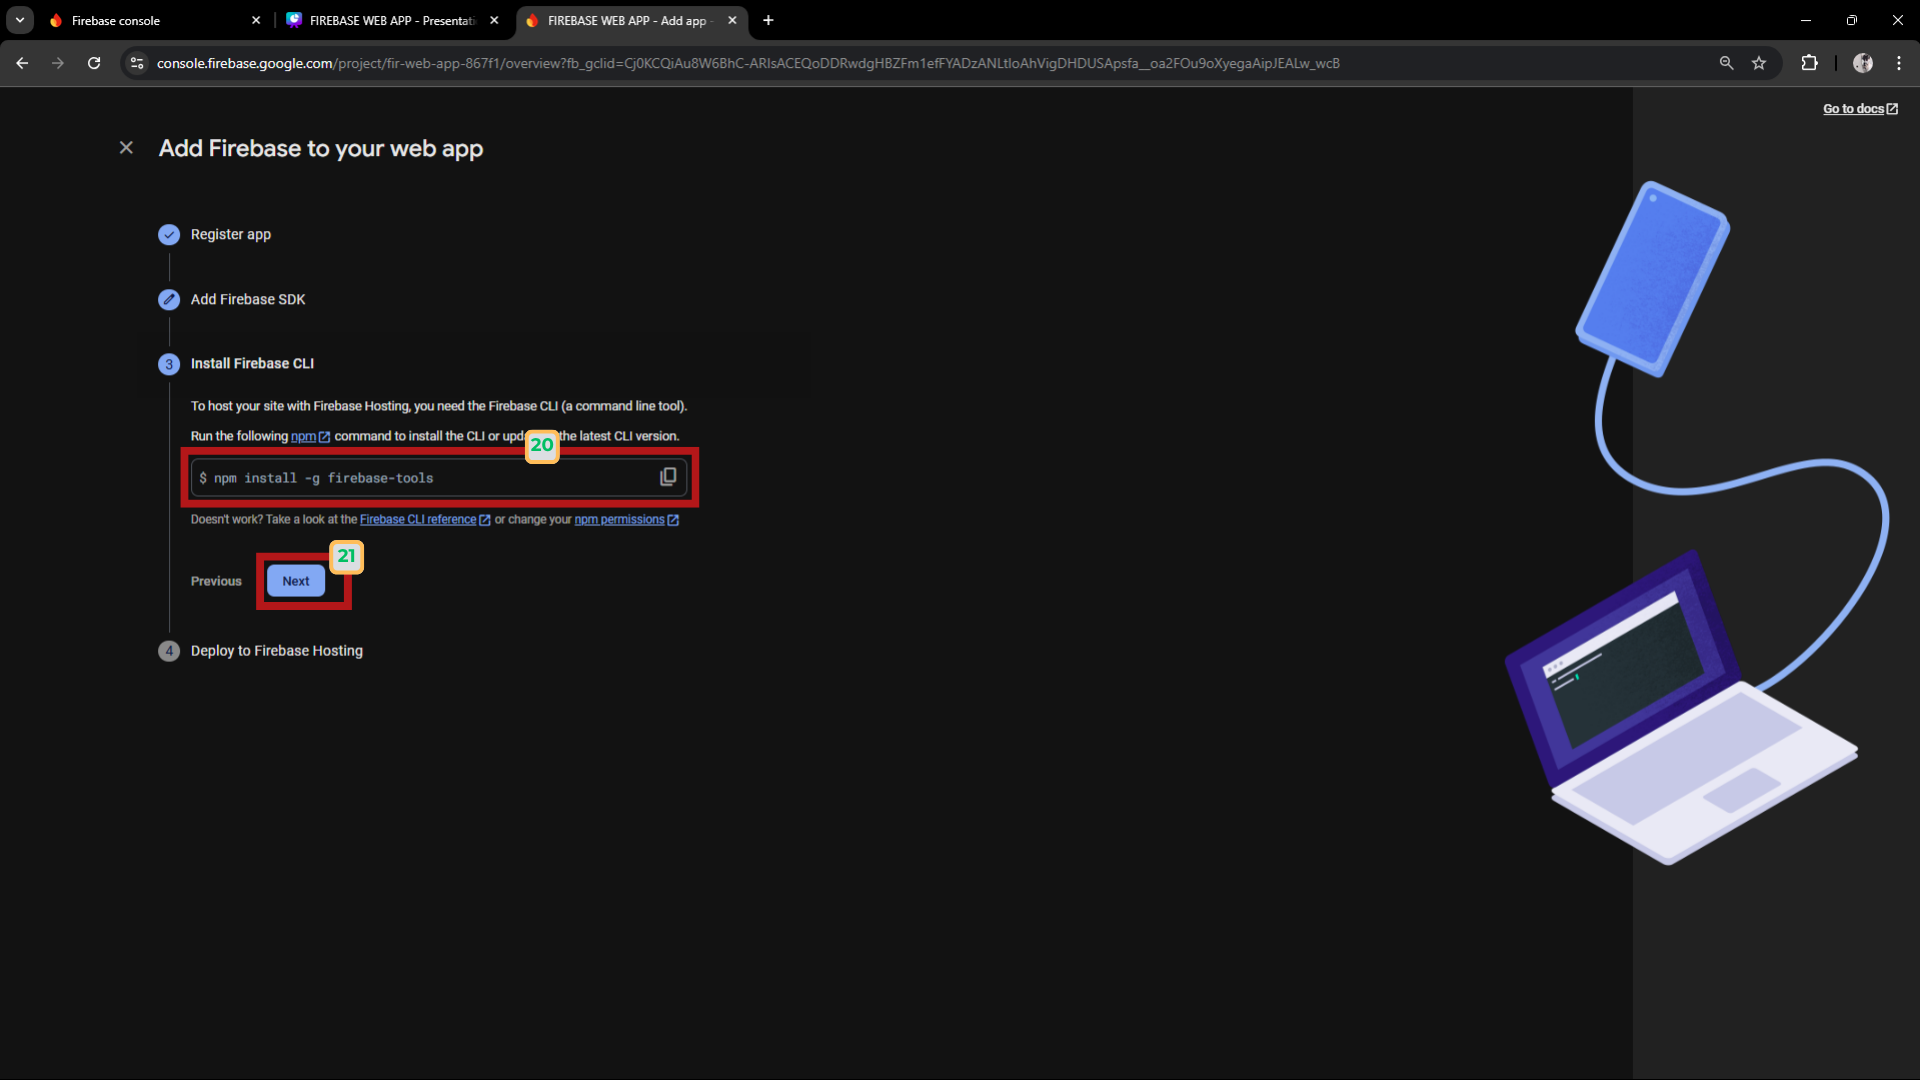 Firebase console
FIREBASE WEB APP - Presentati
FIREBASE WEB APP - Add app -
console.firebase.google.com/project/fir-web-app-867f1/overview?fb_gclid=Cj0KCQiAu8W6BhC-ARIsACEQoDDRwdgHBZFm1efFYADzANLtIoAhVigDHDUSApsfa__oa2FOu9oXyegaAipJEALw_wcB
Go to docs
Add Firebase to your web app
Register app
Add Firebase SDK
3 Install Firebase CLI
To host your site with Firebase Hosting, you need the Firebase CLI (a command line tool).
Run the following npm command to install the CLI or upd the latest CLI version.
20
$ npm install -g firebase-tools
Doesn't work? Take a look at the Firebase CLI reference or change your npm permissions
21
Previous Next
4 Deploy to Firebase Hosting